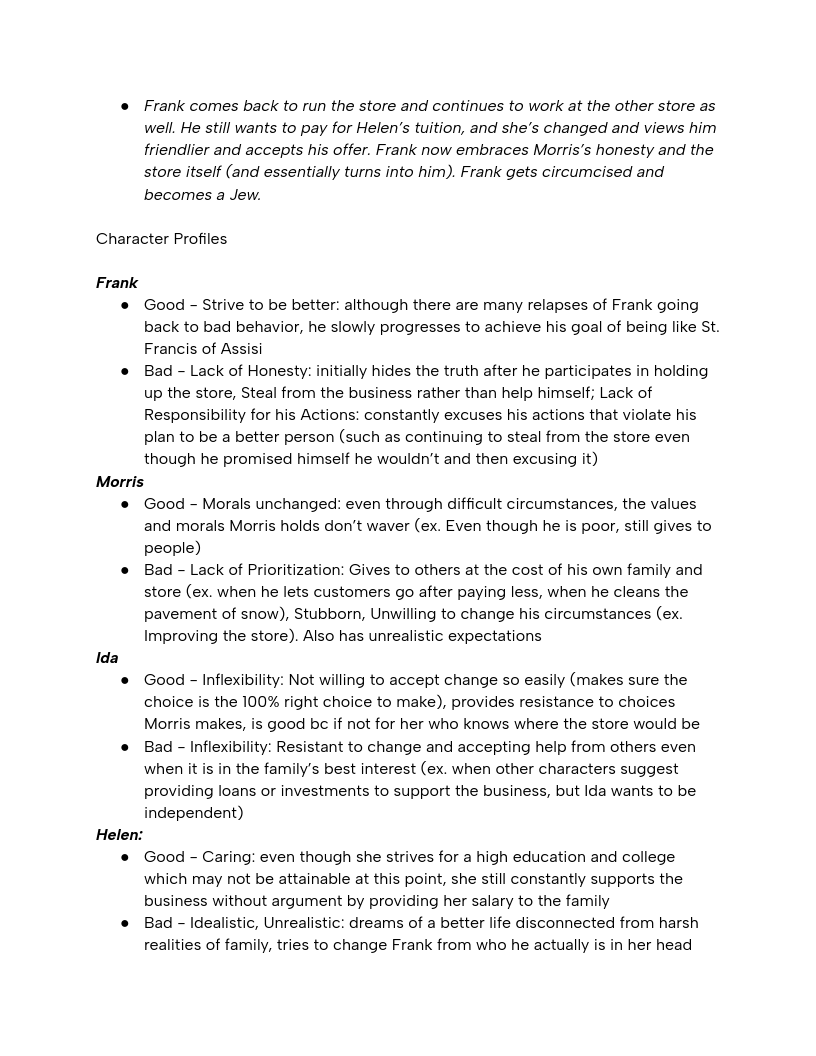 ● Frank comes back to run the store and continues to work at the other store as
well. He still wants to pay for Helen’s tuition, and she’s changed and views him
friendlier and accepts his offer. Frank now embraces Morris’s honesty and the
store itself (and essentially turns into him). Frank gets circumcised and
becomes a Jew.
Character Profiles
Frank
● Good - Strive to be better: although there are many relapses of Frank going
back to bad behavior, he slowly progresses to achieve his goal of being like St.
Francis of Assisi
● Bad - Lack of Honesty: initially hides the truth after he participates in holding
up the store, Steal from the business rather than help himself; Lack of
Responsibility for his Actions: constantly excuses his actions that violate his
plan to be a better person (such as continuing to steal from the store even
though he promised himself he wouldn’t and then excusing it)
Morris
● Good - Morals unchanged: even through difficult circumstances, the values
and morals Morris holds don’t waver (ex. Even though he is poor, still gives to
people)
● Bad - Lack of Prioritization: Gives to others at the cost of his own family and
store (ex. when he lets customers go after paying less, when he cleans the
pavement of snow), Stubborn, Unwilling to change his circumstances (ex.
Improving the store). Also has unrealistic expectations
Ida
● Good - Inflexibility: Not willing to accept change so easily (makes sure the
choice is the 100% right choice to make), provides resistance to choices
Morris makes, is good bc if not for her who knows where the store would be
● Bad - Inflexibility: Resistant to change and accepting help from others even
when it is in the family’s best interest (ex. when other characters suggest
providing loans or investments to support the business, but Ida wants to be
independent)
Helen:
● Good - Caring: even though she strives for a high education and college
which may not be attainable at this point, she still constantly supports the
business without argument by providing her salary to the family
● Bad - Idealistic, Unrealistic: dreams of a better life disconnected from harsh
realities of family, tries to change Frank from who he actually is in her head